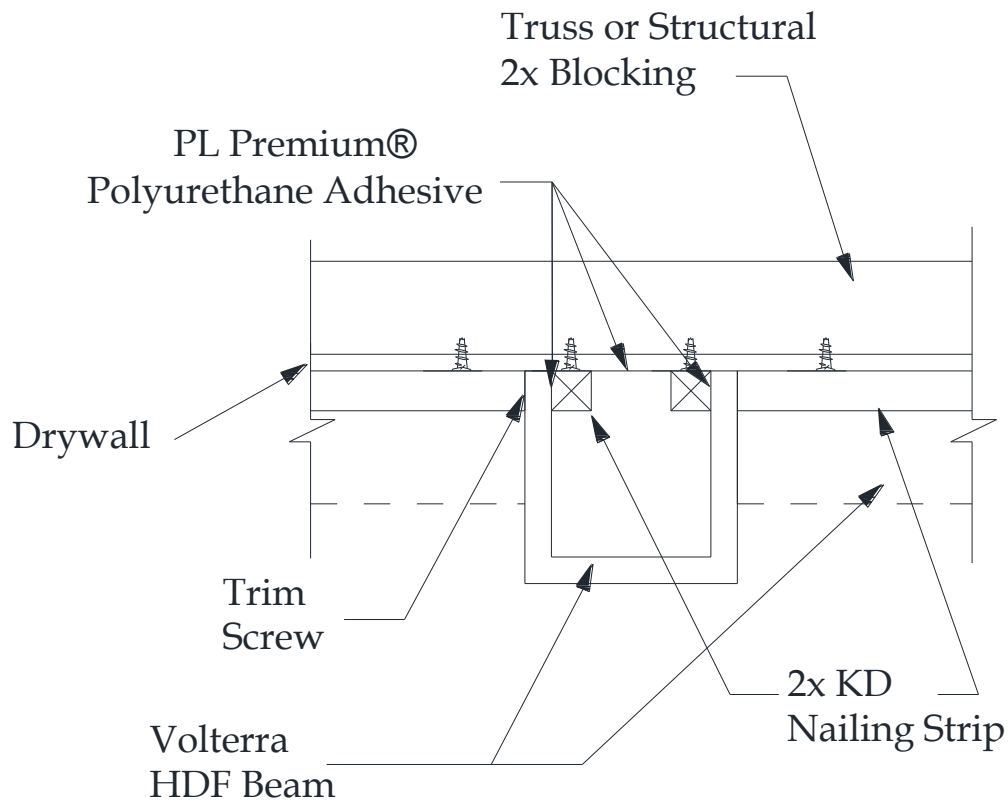 Truss or Structural
2x Blocking
PL Premium®
Polyurethane Adhesive
Drywall
Trim
Screw
2x KD
Nailing Strip
Volterra
HDF Beam